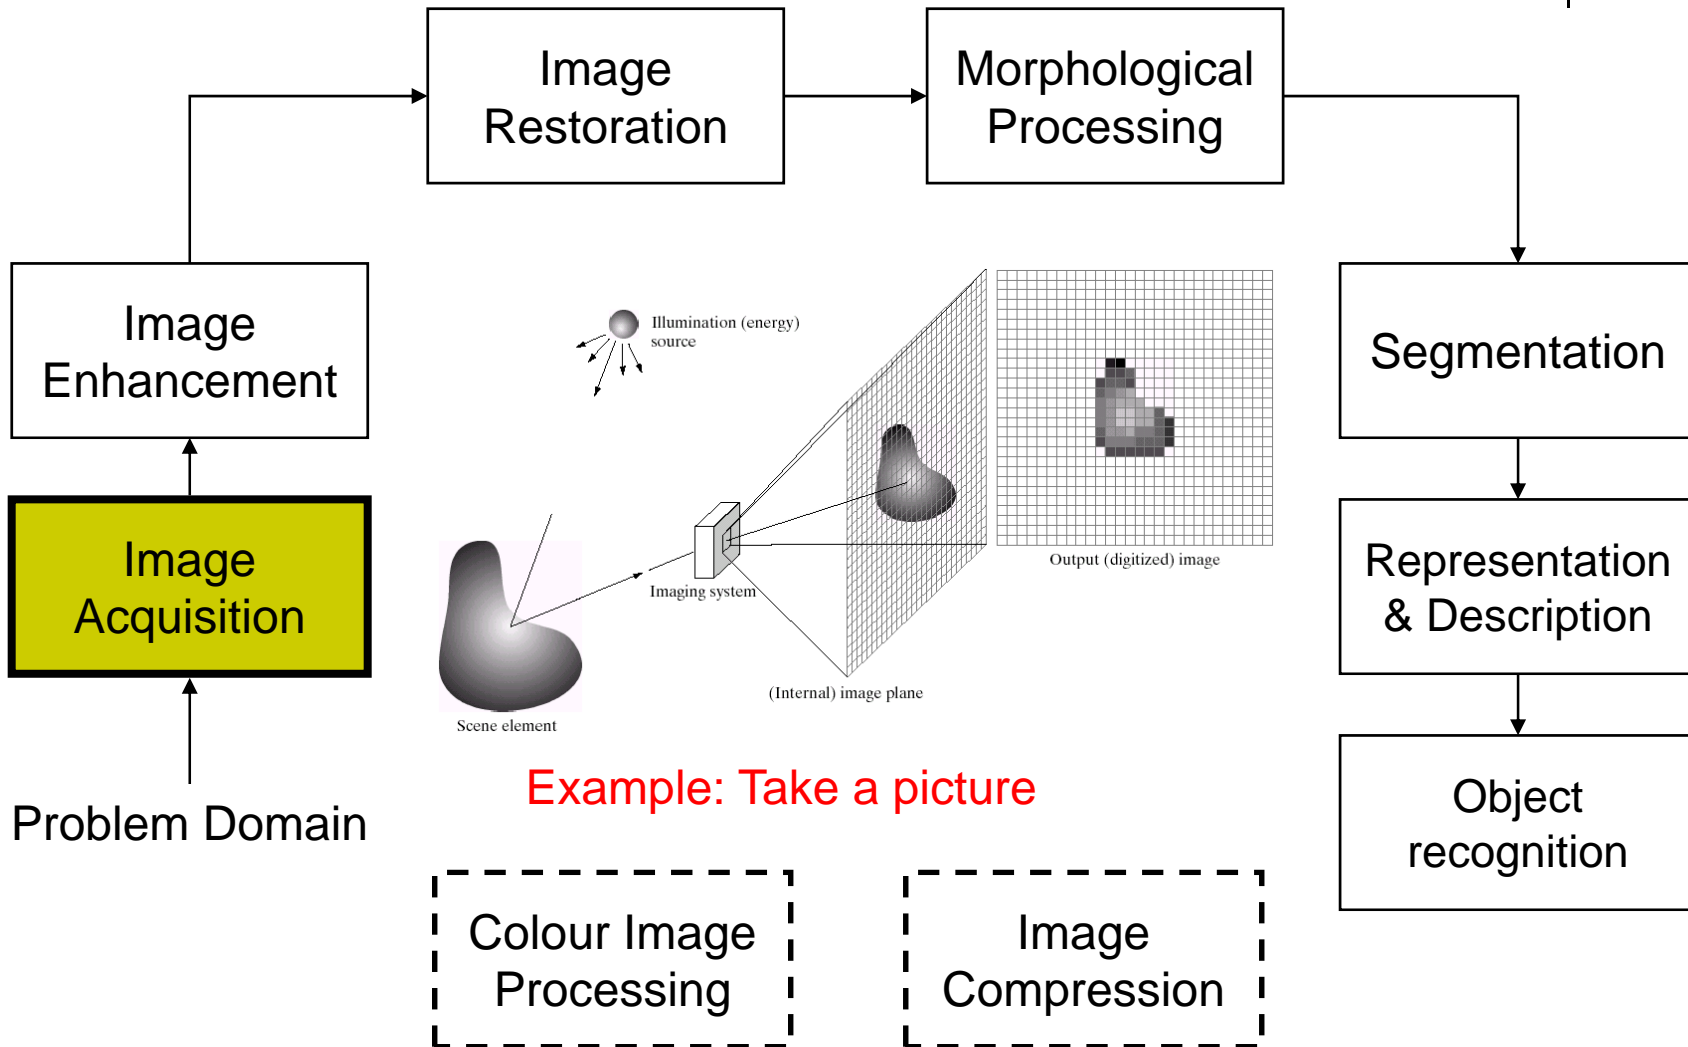 Image
Restoration
Morphological
Processing
Image
Enhancement
Illumination (energy)
source
Segmentation
Output (digitized) image
Image
Acquisition
Imaging system
Representation
& Description
(Internal) image plane
Scene element
Example: Take a picture
Problem Domain
Object
recognition
Colour Image
Processing
Image
Compression